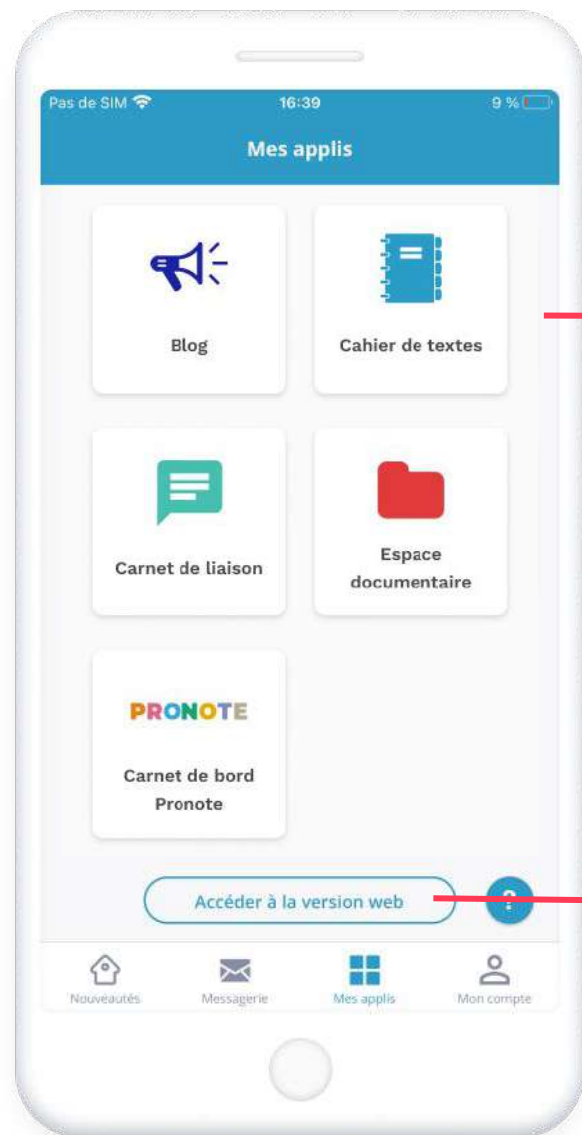 Pas de SIM 16:39 9 %
Mes applis
Blog Cahier de textes
Carnet de liaison
Espace
documentaire
PRONOTE
Carnet de bord
Pronote
Accéder à la version web ?
Nouveautés Messagerie Mes applis Mon compte